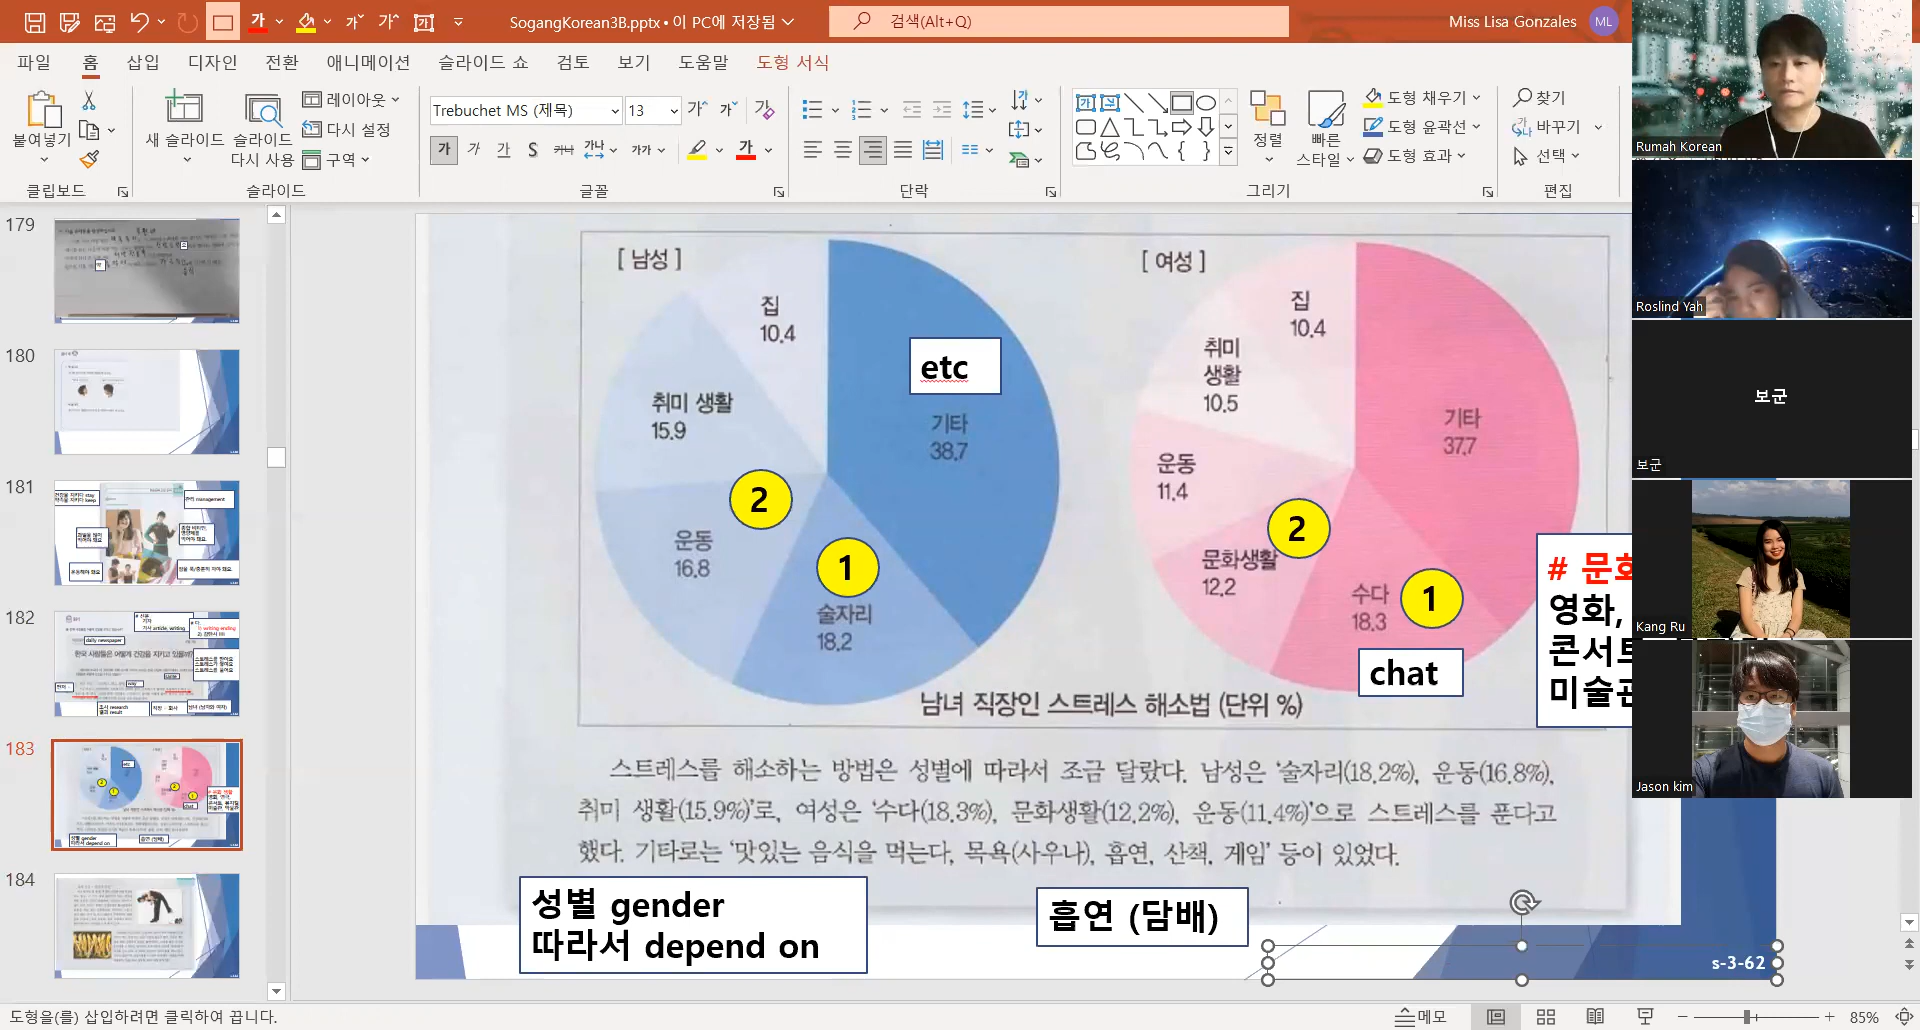 SogangKorean3B.pptx • 이 PC에 저장됨
검색(Alt+Q)
Miss Lisa Gonzales
ML
파일 홈 삽입 디자인 전환 애니메이션 슬라이드 쇼 검토 보기 도움말 도형 서식
붙여넣기
클립보드
새 슬라이드
슬라이드 다시 사용
레이아웃
다시 설정
구역
슬라이드
Trebuchet MS (제목)
13
가 가 가 S 가나 가나 가가 가
글꼴
단락
정렬
빠른 스타일
도형 채우기
도형 윤곽선
도형 효과
그리기
찾기
바꾸기
선택
편집
179
180
181
182
183
184
[ 남성 ]
집
10.4
취미 생활
15.9
운동
16.8
술자리
18.2
기타
38.7
etc
2
1
[ 여성 ]
집
10.4
취미
생활
10.5
운동
11.4
문화생활
12.2
수다
18.3
기타
37.7
2
1
chat
# 문화
영화,
콘서트
미술관
남녀 직장인 스트레스 해소법 (단위 %)
스트레스를 해소하는 방법은 성별에 따라서 조금 달랐다. 남성은 ‘술자리(18.2%), 운동(16.8%),
취미 생활(15.9%)’로, 여성은 ‘수다(18.3%), 문화생활(12.2%), 운동(11.4%)’으로 스트레스를 푼다고
했다. 기타로는 ‘맛있는 음식을 먹는다, 목욕(사우나), 흡연, 산책, 게임’ 등이 있었다.
성별 gender
따라서 depend on
흡연 (담배)
s-3-62
Rumah Korean
Roslind Yah
보군
보군
Kang Ru
Jason kim
도형을(를) 삽입하려면 클릭하여 끕니다.
메모
85%